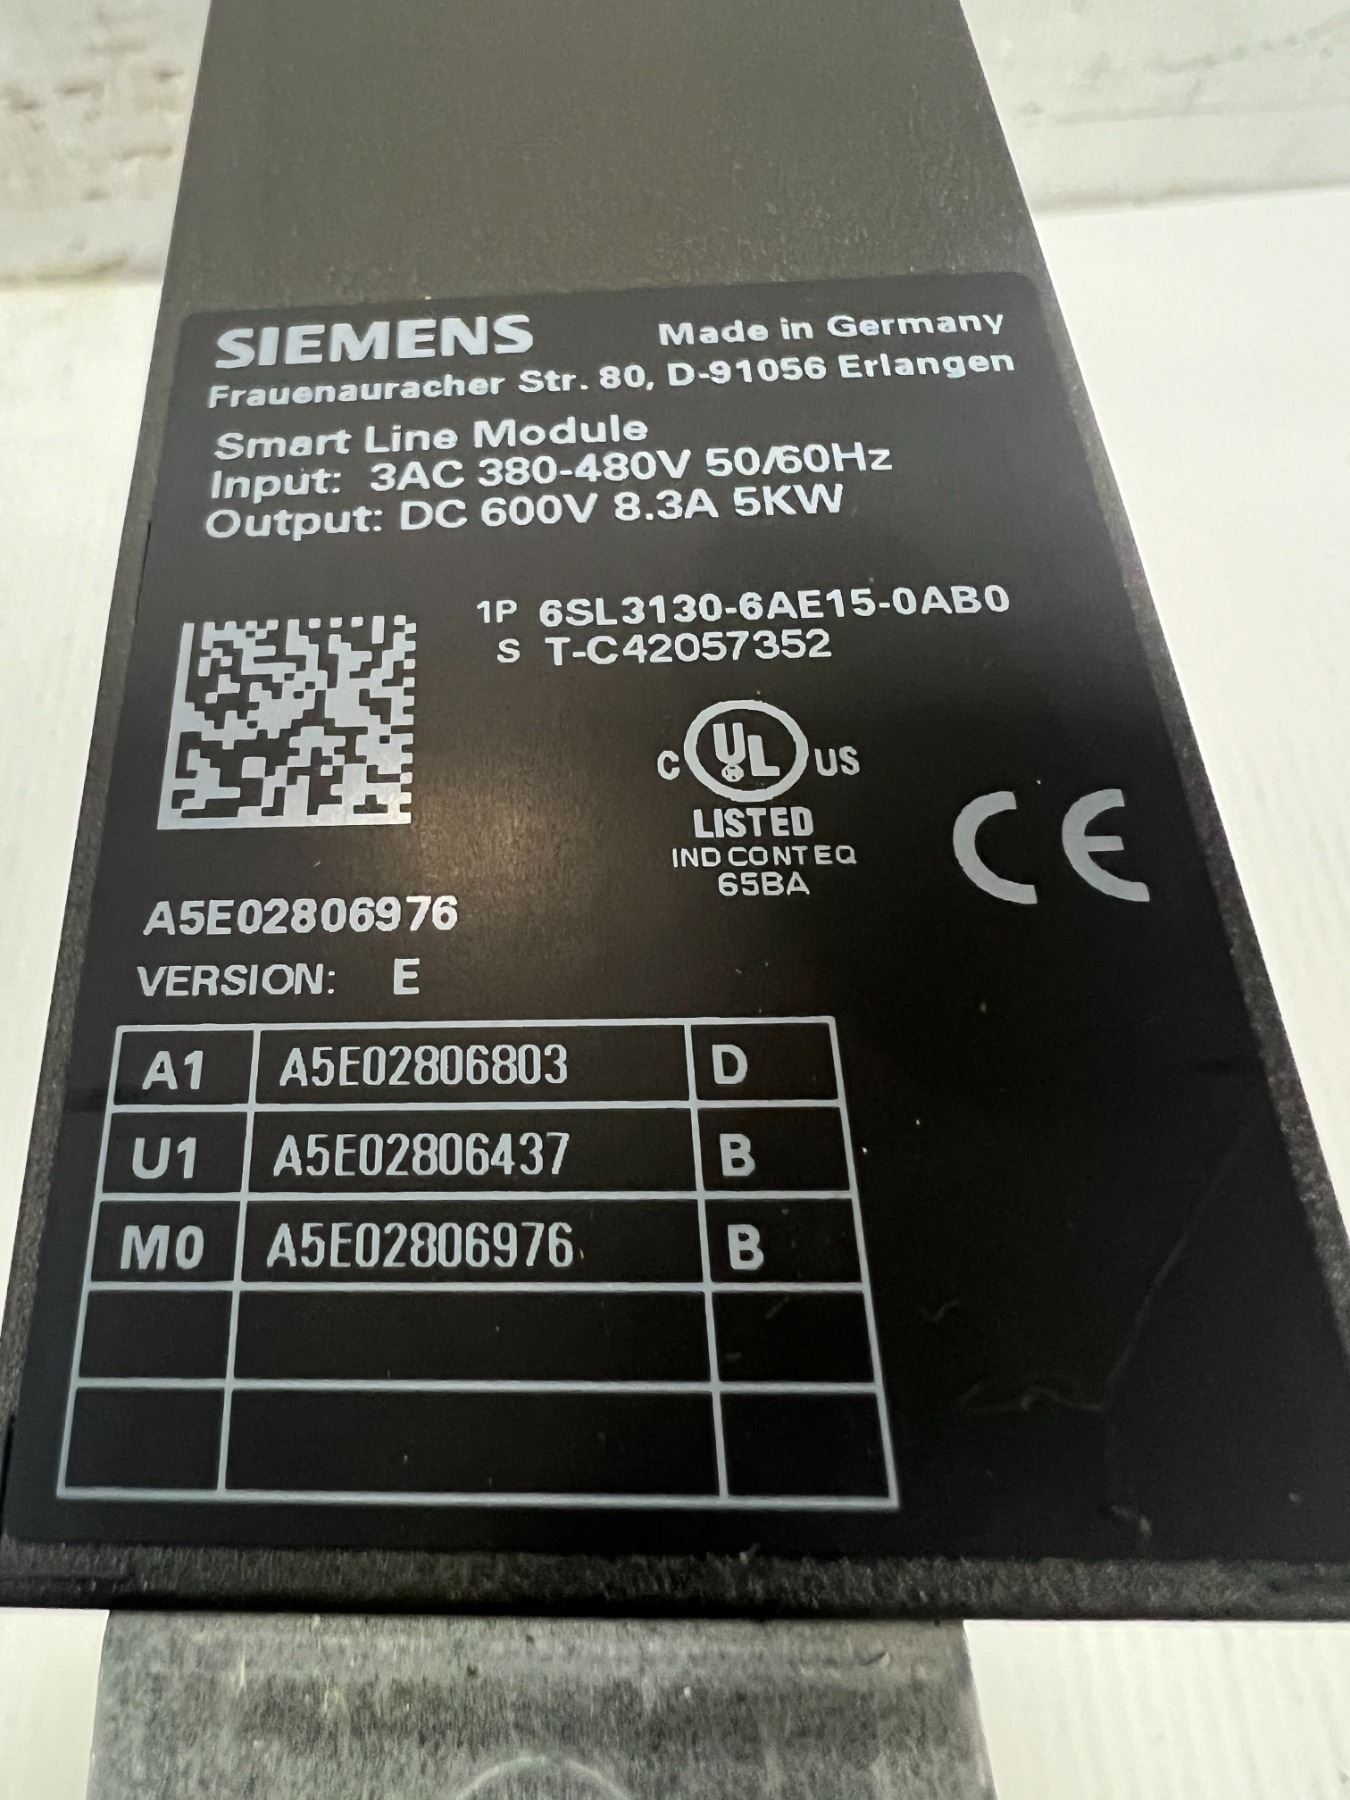 SIEMENS Made in Germany
Frauenauracher Str. 80, D-91056 Erlangen
Smart Line Module
Input: 3AC 380-480V 50/60Hz
Output: DC 600V 8.3A 5KW
1P 6SL3130-6AE15-0AB0
S T-C42057352
C UL US
®
LISTED
IND CONT EQ
65BA
CE
A5E02806976
VERSION: E
A1 A5E02806803 D
U1 A5E02806437 B
M0 A5E02806976 B